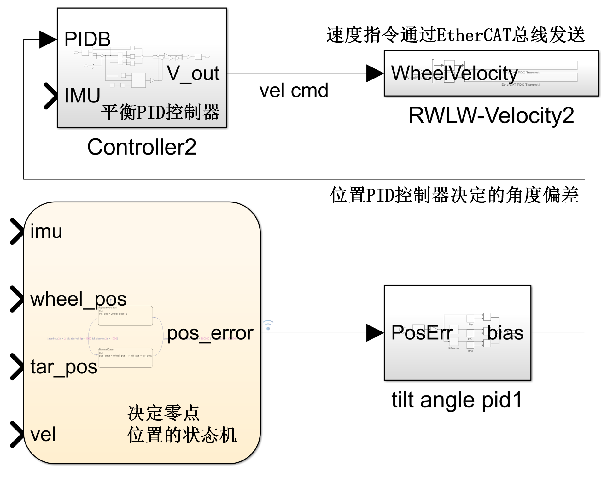 速度指令通过EtherCAT总线发送
PIDB
V_out
IMU
平衡PID控制器
Controller2
vel cmd
WheelVelocity
RWLW-Velocity2
位置PID控制器决定的角度偏差
imu
wheel_pos
pos_error
tar_pos
vel
决定零点
位置的状态机
PosErr
bias
tilt angle pid1